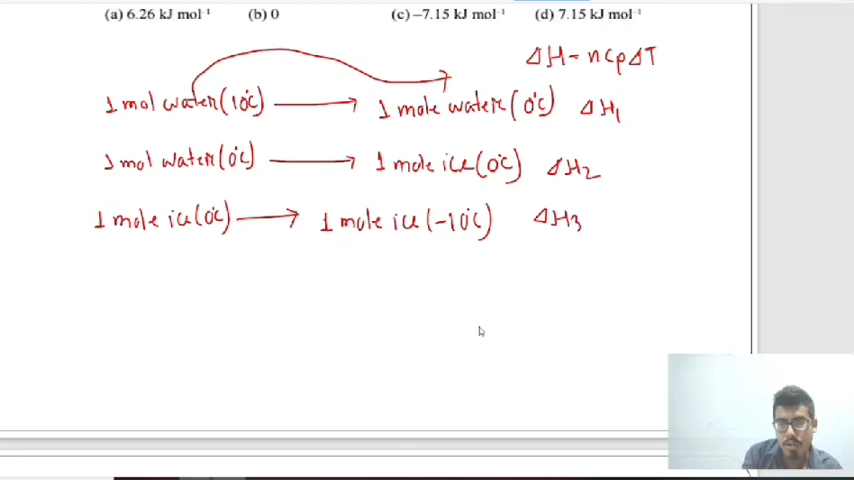 (a) 6.26 kJ mol⁻¹ (b) 0 (c) –7.15 kJ mol⁻¹ (d) 7.15 kJ mol⁻¹
ΔH = nCpΔT
1 mol water (10°C) → 1 mole water (0°C) ΔH₁
1 mol water (0°C) → 1 mole ice (0°C) ΔH₂
1 mole ice (0°C) → 1 mole ice (-10°C) ΔH₃